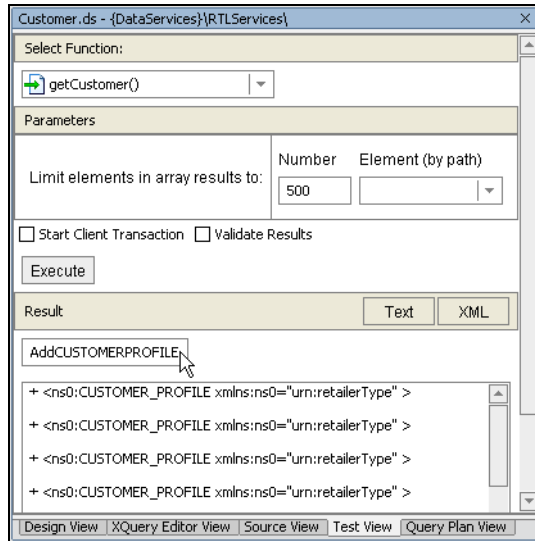 Customer.ds - {DataServices}\RTLServices\
Select Function:
getCustomer()
Parameters
Number Element (by path)
Limit elements in array results to:
500
Start Client Transaction Validate Results
Execute
Result Text XML
AddCUSTOMERPROFILE
+ <ns0:CUSTOMER_PROFILE xmlns:ns0="urn:retailerType" >
+ <ns0:CUSTOMER_PROFILE xmlns:ns0="urn:retailerType" >
+ <ns0:CUSTOMER_PROFILE xmlns:ns0="urn:retailerType" >
+ <ns0:CUSTOMER_PROFILE xmlns:ns0="urn:retailerType" >
Design View XQuery Editor View Source View Test View Query Plan View